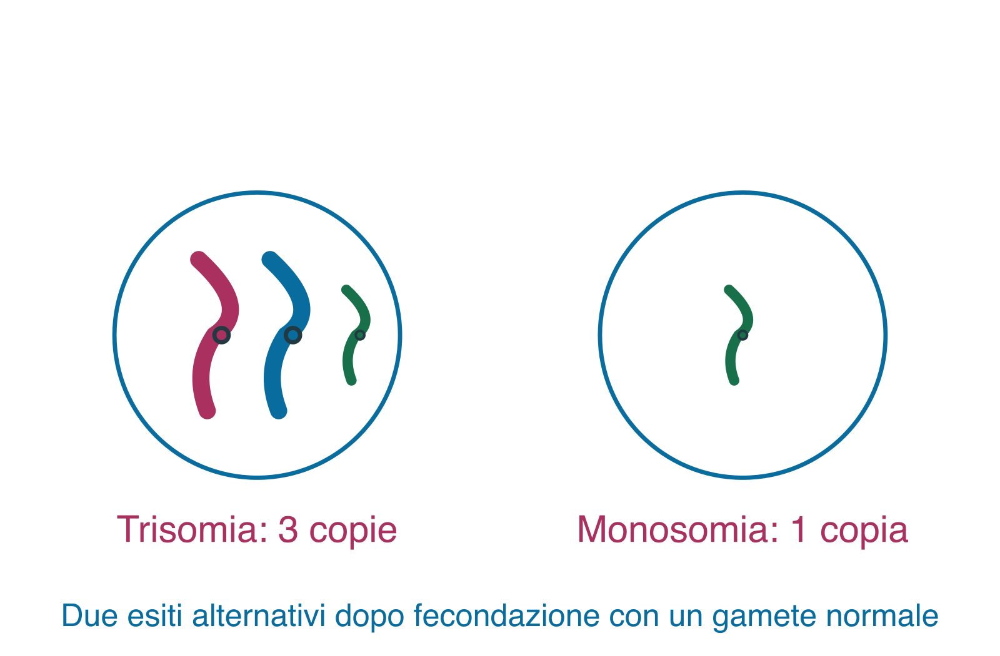 Trisomia: 3 copie
Monosomia: 1 copia
Due esiti alternativi dopo fecondazione con un gamete normale